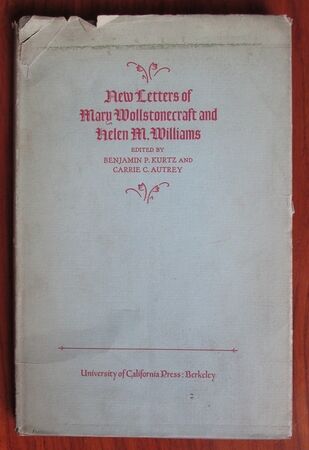 New Letters of
Mary Wollstonecraft and
Helen M. Williams
EDITED BY
BENJAMIN P. KURTZ AND
CARRIE C. AUTREY
University of California Press : Berkeley